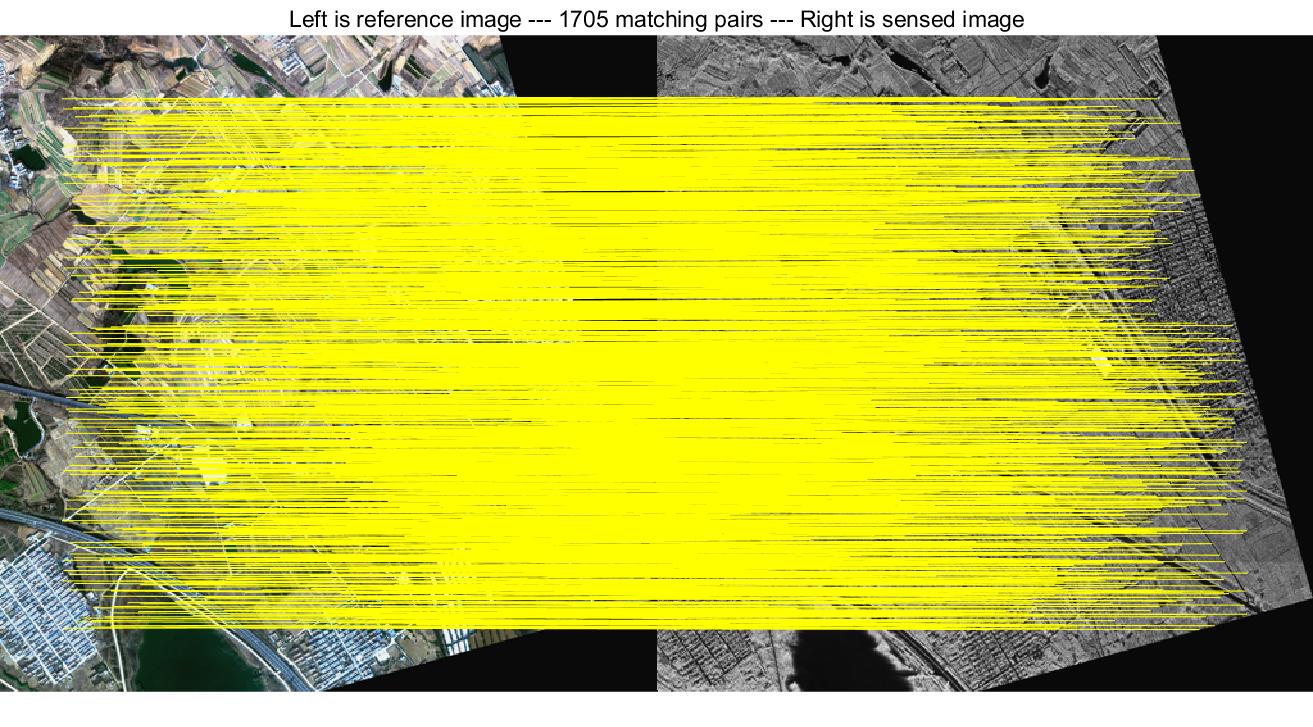 Left is reference image --- 1705 matching pairs --- Right is sensed image